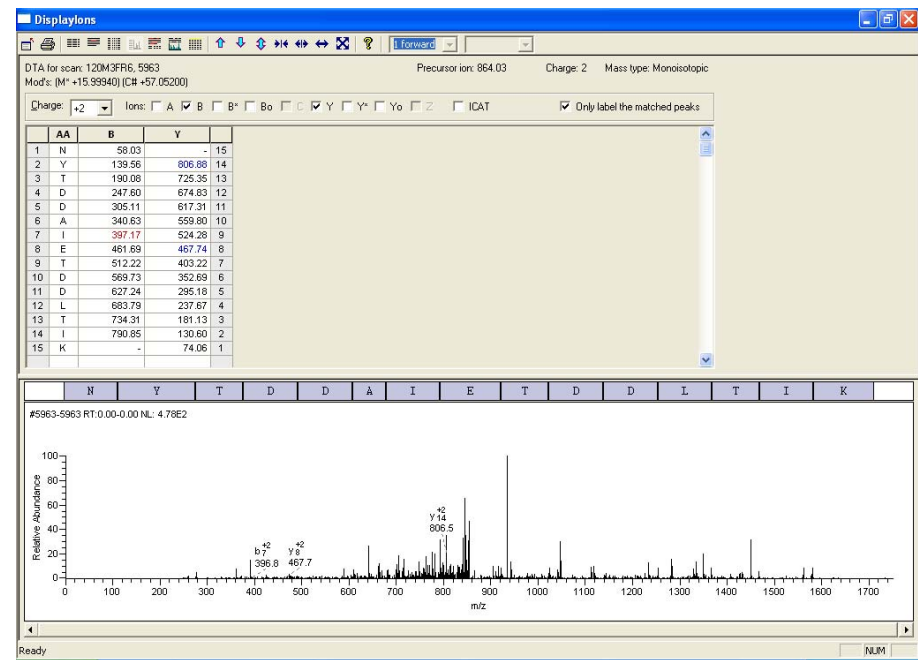 DisplayIons
1 forward
DTA for scan: 120M3FR6, 5963 Precursor ion: 864.03 Charge: 2 Mass type: Monoisotopic
Mod's: (M* +15.99940) (C# +57.05200)
Charge: +2 Ions: A B B* Bo C Y Y* Yo Z ICAT Only label the matched peaks
AA B Y
1 N 58.03 - 15
2 Y 139.56 806.88 14
3 T 190.08 725.35 13
4 D 247.60 674.83 12
5 D 305.11 617.31 11
6 A 340.63 559.80 10
7 I 397.17 524.28 9
8 E 461.69 467.74 8
9 T 512.22 403.22 7
10 D 569.73 352.69 6
11 D 627.24 295.18 5
12 L 683.79 237.67 4
13 T 734.31 181.13 3
14 I 790.85 130.60 2
15 K - 74.06 1
N Y T D D A I E T D D L T I K
#5963-5963 RT:0.00-0.00 NL: 4.78E2
Relative Abundance
100
80
60
40
20
0
y +2 14
806.5
b +2 7
396.8
y +2 8
467.7
0 100 200 300 400 500 600 700 800 900 1000 1100 1200 1300 1400 1500 1600 1700
m/z
Ready NUM